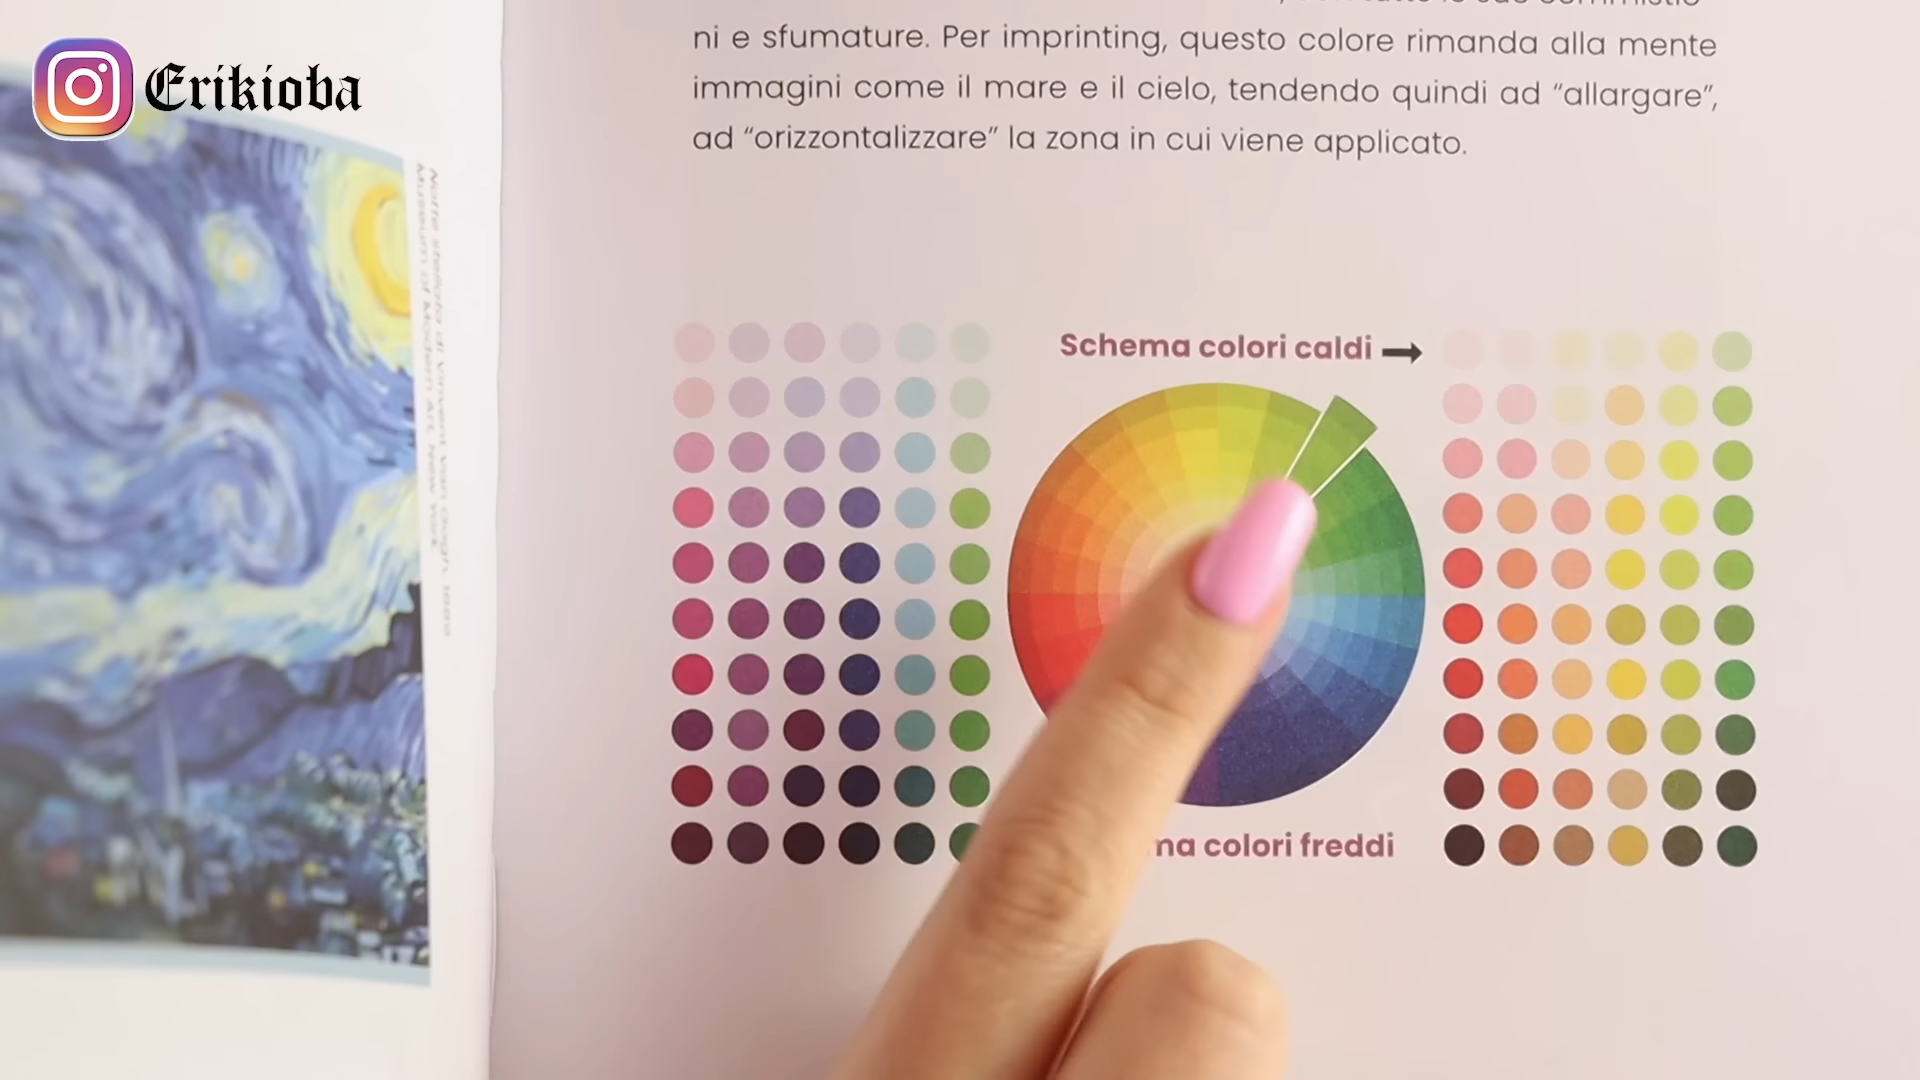 Erikioba
ni e sfumature. Per imprinting, questo colore rimanda alla mente
immagini come il mare e il cielo, tendendo quindi ad “allargare”,
ad “orizzontalizzare” la zona in cui viene applicato.
Schema colori caldi
colori freddi